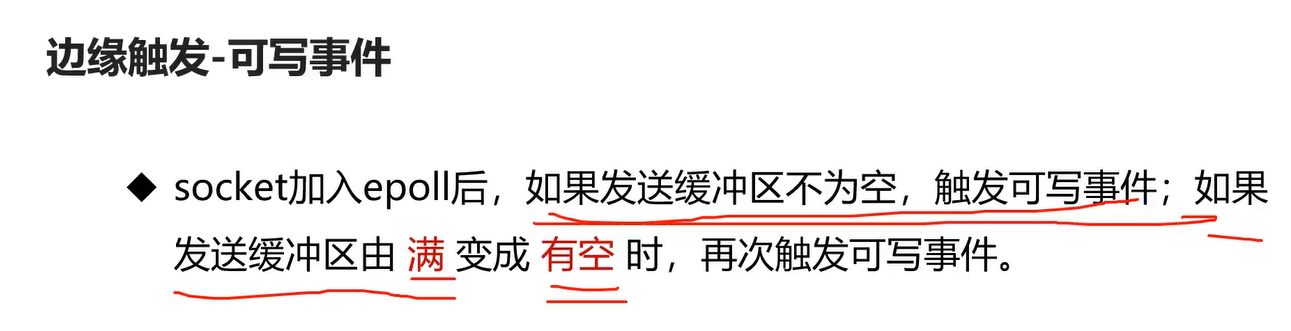 边缘触发-可写事件
◆ socket加入epoll后，如果发送缓冲区不为空，触发可写事件；如果
发送缓冲区由 满 变成 有空 时，再次触发可写事件。